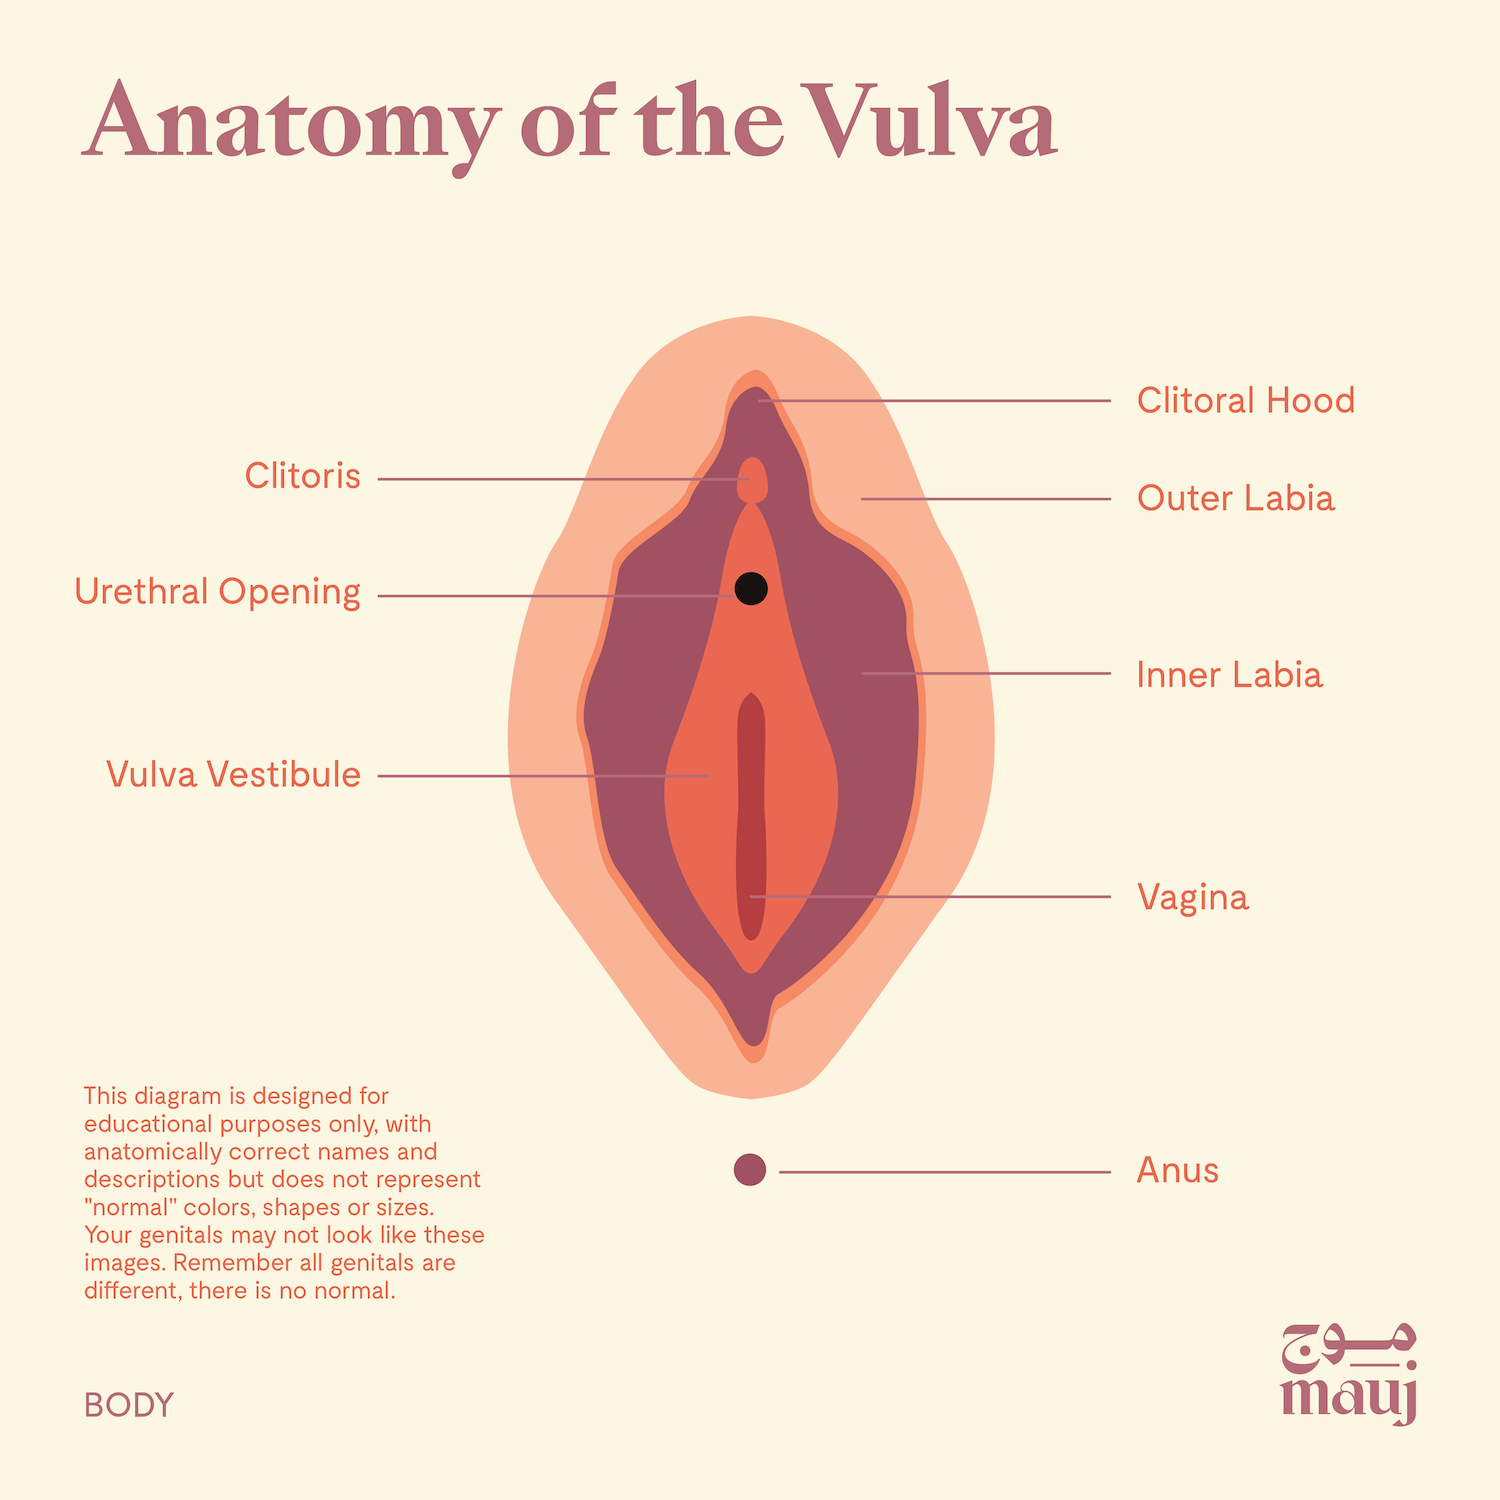 Anatomy of the Vulva
Clitoral Hood
Clitoris
Outer Labia
Urethral Opening
Inner Labia
Vulva Vestibule
Vagina
This diagram is designed for
educational purposes only, with
anatomically correct names and
descriptions but does not represent
"normal" colors, shapes or sizes.
Your genitals may not look like these
images. Remember all genitals are
different, there is no normal.
Anus
BODY
موج
mauj